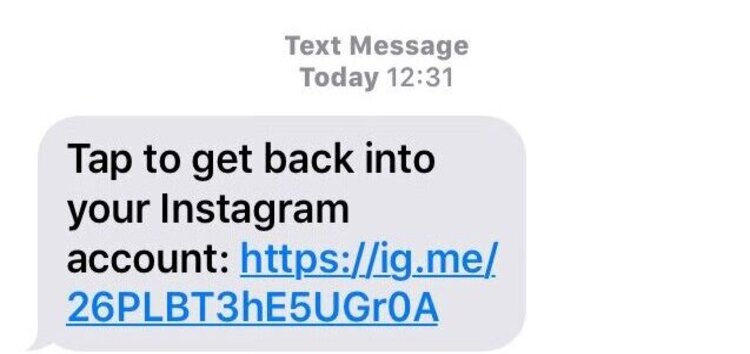 Text Message
Today 12:31
Tap to get back into
your Instagram
account: https://ig.me/
26PLBT3hE5UGr0A